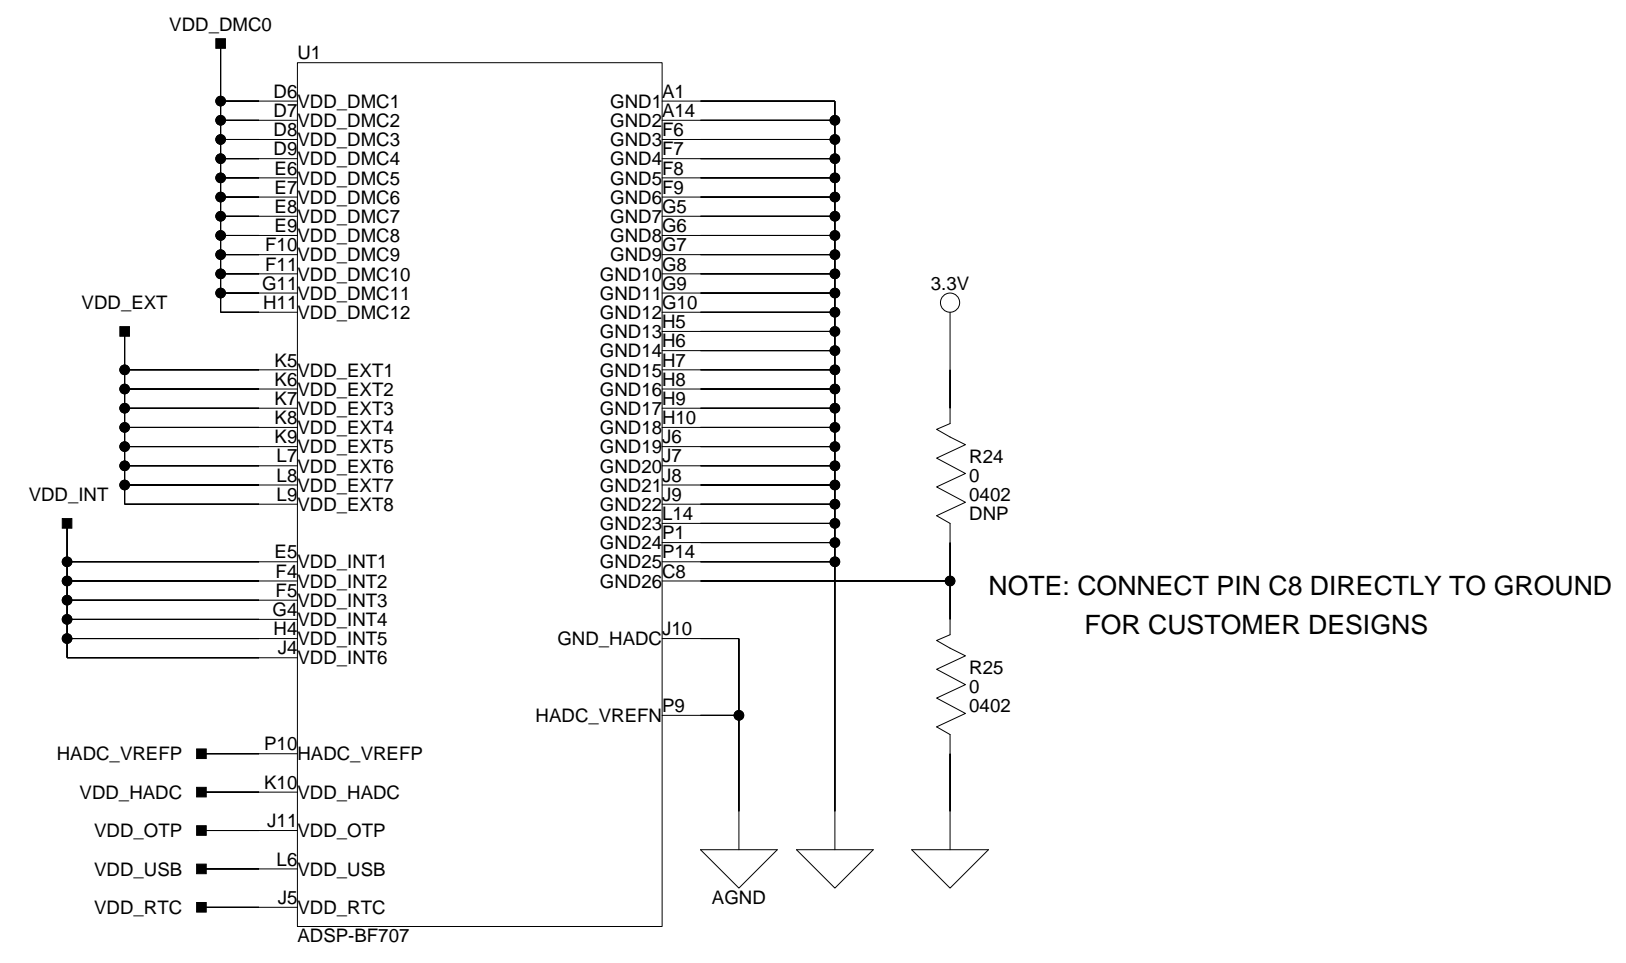 VDD_DMC0
U1
D6 VDD_DMC1
D7 VDD_DMC2
D8 VDD_DMC3
D9 VDD_DMC4
E6 VDD_DMC5
E7 VDD_DMC6
E8 VDD_DMC7
E9 VDD_DMC8
F10 VDD_DMC9
F11 VDD_DMC10
G11 VDD_DMC11
H11 VDD_DMC12
VDD_EXT
K5 VDD_EXT1
K6 VDD_EXT2
K7 VDD_EXT3
K8 VDD_EXT4
K9 VDD_EXT5
L7 VDD_EXT6
L8 VDD_EXT7
L9 VDD_EXT8
VDD_INT
E5 VDD_INT1
F4 VDD_INT2
F5 VDD_INT3
G4 VDD_INT4
H4 VDD_INT5
J4 VDD_INT6
HADC_VREFP P10 HADC_VREFP
VDD_HADC K10 VDD_HADC
VDD_OTP J11 VDD_OTP
VDD_USB L6 VDD_USB
VDD_RTC J5 VDD_RTC
ADSP-BF707
GND1 A1
GND2 A14
GND3 F6
GND4 F7
GND5 F8
GND6 F9
GND7 G5
GND8 G6
GND9 G7
GND10 G8
GND11 G9
GND12 G10
GND13 H5
GND14 H6
GND15 H7
GND16 H8
GND17 H9
GND18 H10
GND19 J6
GND20 J7
GND21 J8
GND22 J9
GND23 L14
GND24 P1
GND25 P14
GND26 C8
GND_HADC J10
HADC_VREFN P9
AGND
3.3V
R24
0
0402
DNP
NOTE: CONNECT PIN C8 DIRECTLY TO GROUND
FOR CUSTOMER DESIGNS
R25
0
0402